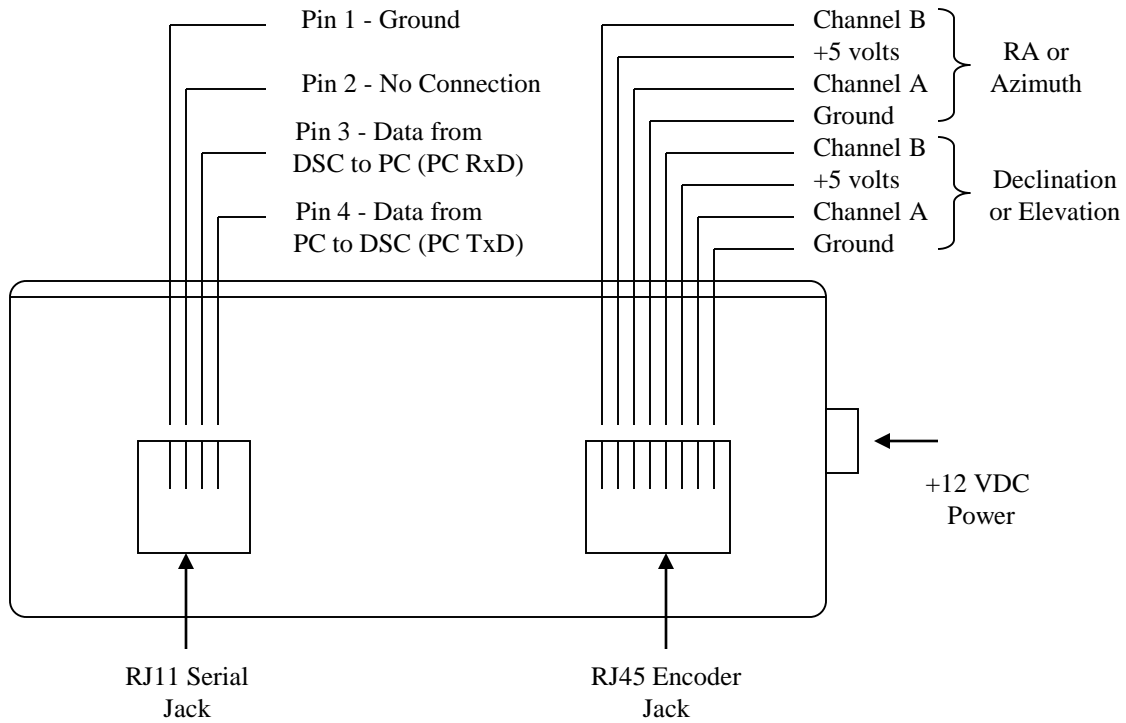 Pin 1 - Ground
Pin 2 - No Connection
Pin 3 - Data from
DSC to PC (PC RxD)
Pin 4 - Data from
PC to DSC (PC TxD)
Channel B
+5 volts
Channel A
Ground
RA or
Azimuth
Channel B
+5 volts
Channel A
Ground
Declination
or Elevation
+12 VDC
Power
RJ11 Serial
Jack
RJ45 Encoder
Jack